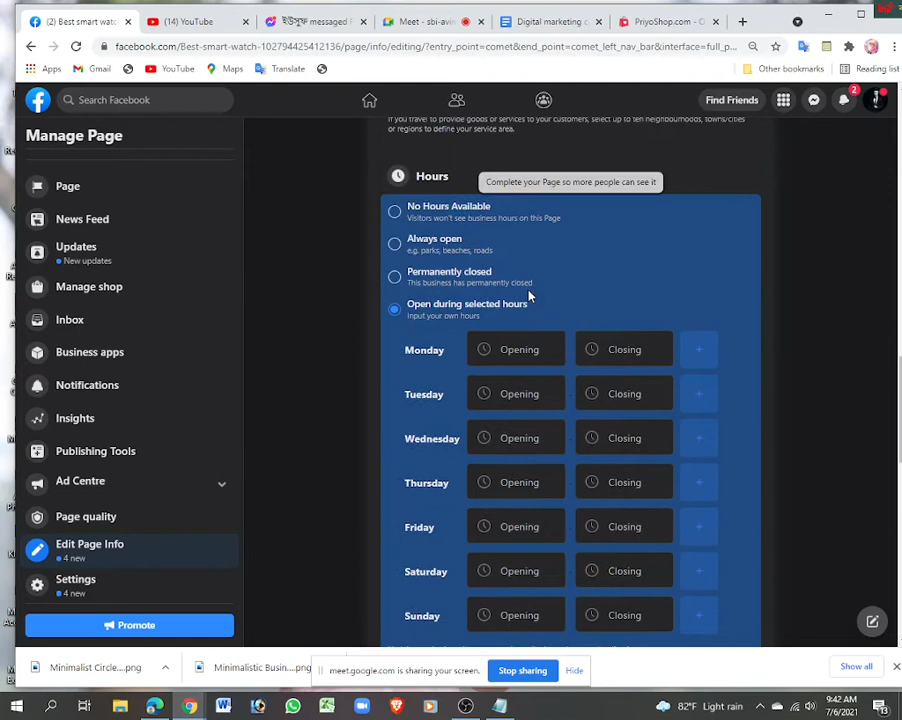 (2) Best smart watch
(14) YouTube
ইউসুফ messaged
Meet - sbi-avin
Digital marketing c
PriyoShop.com - O
facebook.com/Best-smart-watch-102794425412136/page/info/editing/?entry_point=comet&end_point=comet_left_nav_bar&interface=full_p...
Apps
Gmail
YouTube
Maps
Translate
Other bookmarks
Reading list
Search Facebook
Find Friends
2
Manage Page
Page
News Feed
Updates
New updates
Manage shop
Inbox
Business apps
Notifications
Insights
Publishing Tools
Ad Centre
Page quality
Edit Page Info
4 new
Settings
4 new
Promote
If you travel to provide goods or services to your customers, select up to ten neighbourhoods, towns/cities
or regions to define your service area.
Hours
Complete your Page so more people can see it
No Hours Available
Visitors won't see business hours on this Page
Always open
e.g. parks, beaches, roads
Permanently closed
This business has permanently closed
Open during selected hours
Input your own hours
Monday Opening Closing +
Tuesday Opening Closing +
Wednesday Opening Closing +
Thursday Opening Closing +
Friday Opening Closing +
Saturday Opening Closing +
Sunday Opening Closing +
Minimalist Circle....png
Minimalistic Busin....png
meet.google.com is sharing your screen.
Stop sharing
Hide
Show all
82°F Light rain
9:42 AM
7/6/2021